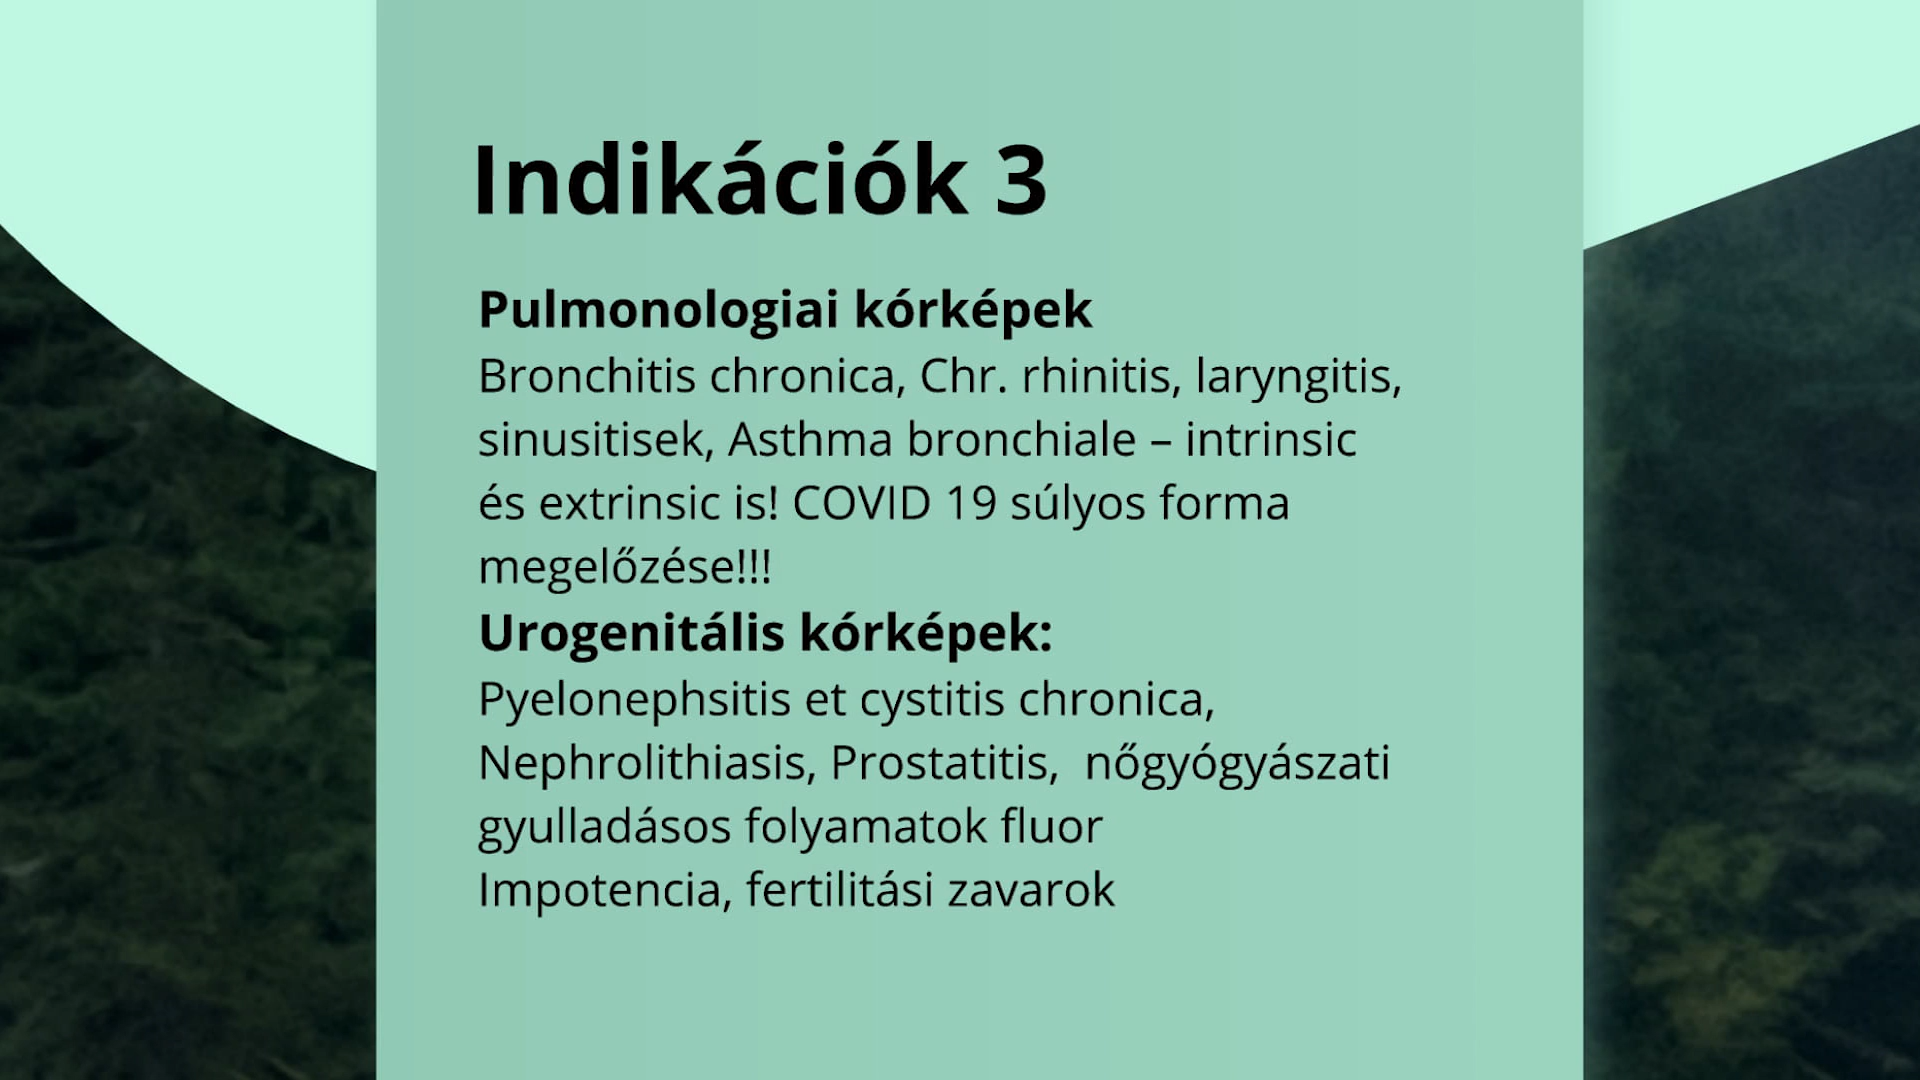 Indikációk 3
Pulmonologiai kórképek
Bronchitis chronica, Chr. rhinitis, laryngitis,
sinusitisek, Asthma bronchiale – intrinsic
és extrinsic is! COVID 19 súlyos forma
megelőzése!!!
Urogenitális kórképek:
Pyelonephsitis et cystitis chronica,
Nephrolithiasis, Prostatitis,  nőgyógyászati
gyulladásos folyamatok fluor
Impotencia, fertilitási zavarok